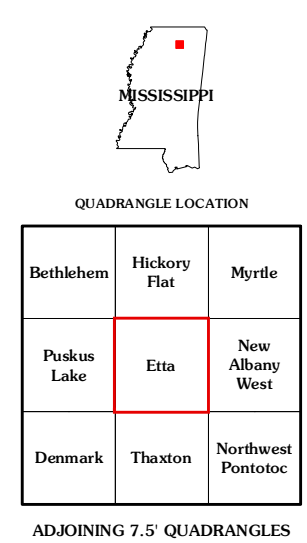 MISSISSIPPI
QUADRANGLE LOCATION
Bethlehem
Hickory
Flat
Myrtle
Puskus
Lake
Etta
New
Albany
West
Denmark
Thaxton
Northwest
Pontotoc
ADJOINING 7.5' QUADRANGLES